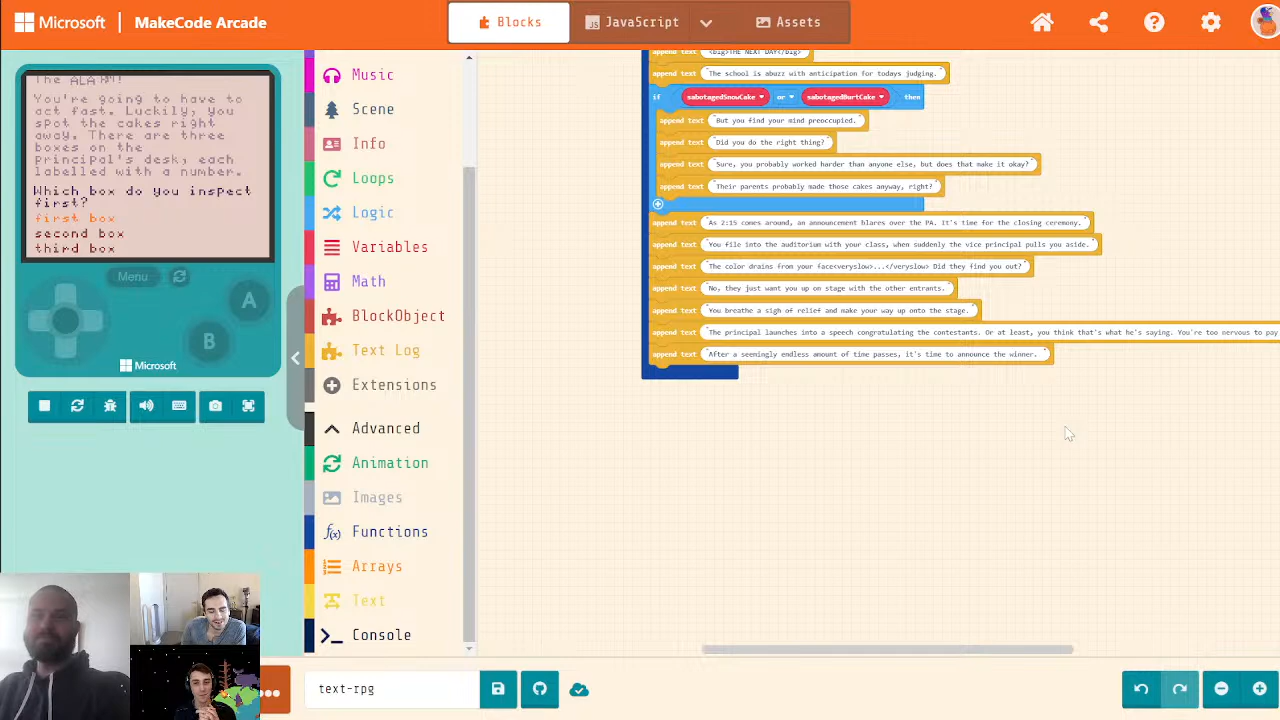 Microsoft
MakeCode Arcade
Blocks
JavaScript
Assets
The ALARM!
You're going to have to
act fast. Luckily, you
spot the cakes right
away. There are three
boxes in the
principal's desk, each
labeled with a number.
Which box do you inspect
first?
first box
second box
third box
Menu
A
B
Microsoft
Music
Scene
Info
Loops
Logic
Variables
Math
BlockObject
Text Log
Extensions
Advanced
Animation
Images
Functions
Arrays
Text
Console
append text "<big>THE NEXT DAY</big>"
append text "The school is abuzz with anticipation for todays judging."
if sabotagedSnowCake or sabotagedDurtCake then
append text "But you find your mind preoccupied."
append text "Did you do the right thing?"
append text "Sure, you probably worked harder than anyone else, but does that make it okay?"
append text "Their parents probably made those cakes anyway, right?"
append text "As 2:15 comes around, an announcement blares over the PA. It's time for the closing ceremony."
append text "You file into the auditorium with your class, when suddenly the vice principal pulls you aside."
append text "The color drains from your face<veryslow>...</veryslow> Did they find you out?"
append text "No, they just want you up on stage with the other entrants."
append text "You breathe a sigh of relief and make your way up onto the stage."
append text "The principal launches into a speech congratulating the contestants. Or at least, you think that's what he's saying. You're too nervous to pay
append text "After a seemingly endless amount of time passes, it's time to announce the winner. "
text-rpg